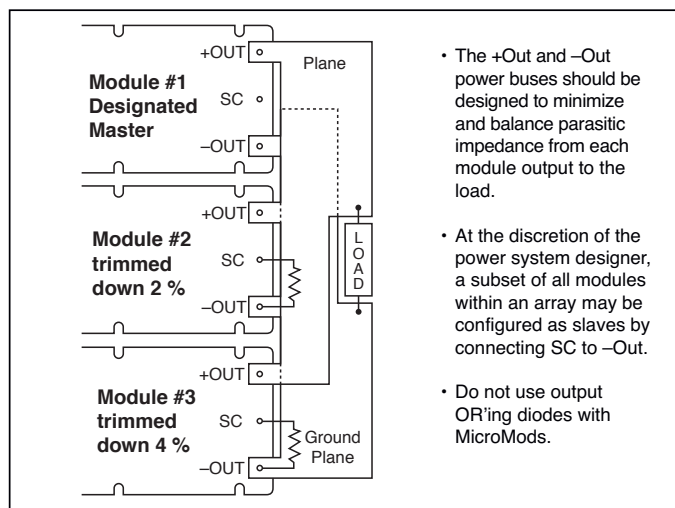 +OUT
Plane
Module #1
Designated
Master
SC
–OUT
+OUT
Module #2
trimmed
down 2 %
SC
–OUT
LOAD
+OUT
Module #3
trimmed
down 4 %
SC
Ground
Plane
–OUT
• The +Out and –Out
power buses should be
designed to minimize
and balance parasitic
impedance from each
module output to the
load.
• At the discretion of the
power system designer,
a subset of all modules
within an array may be
configured as slaves by
connecting SC to –Out.
• Do not use output
OR'ing diodes with
MicroMods.